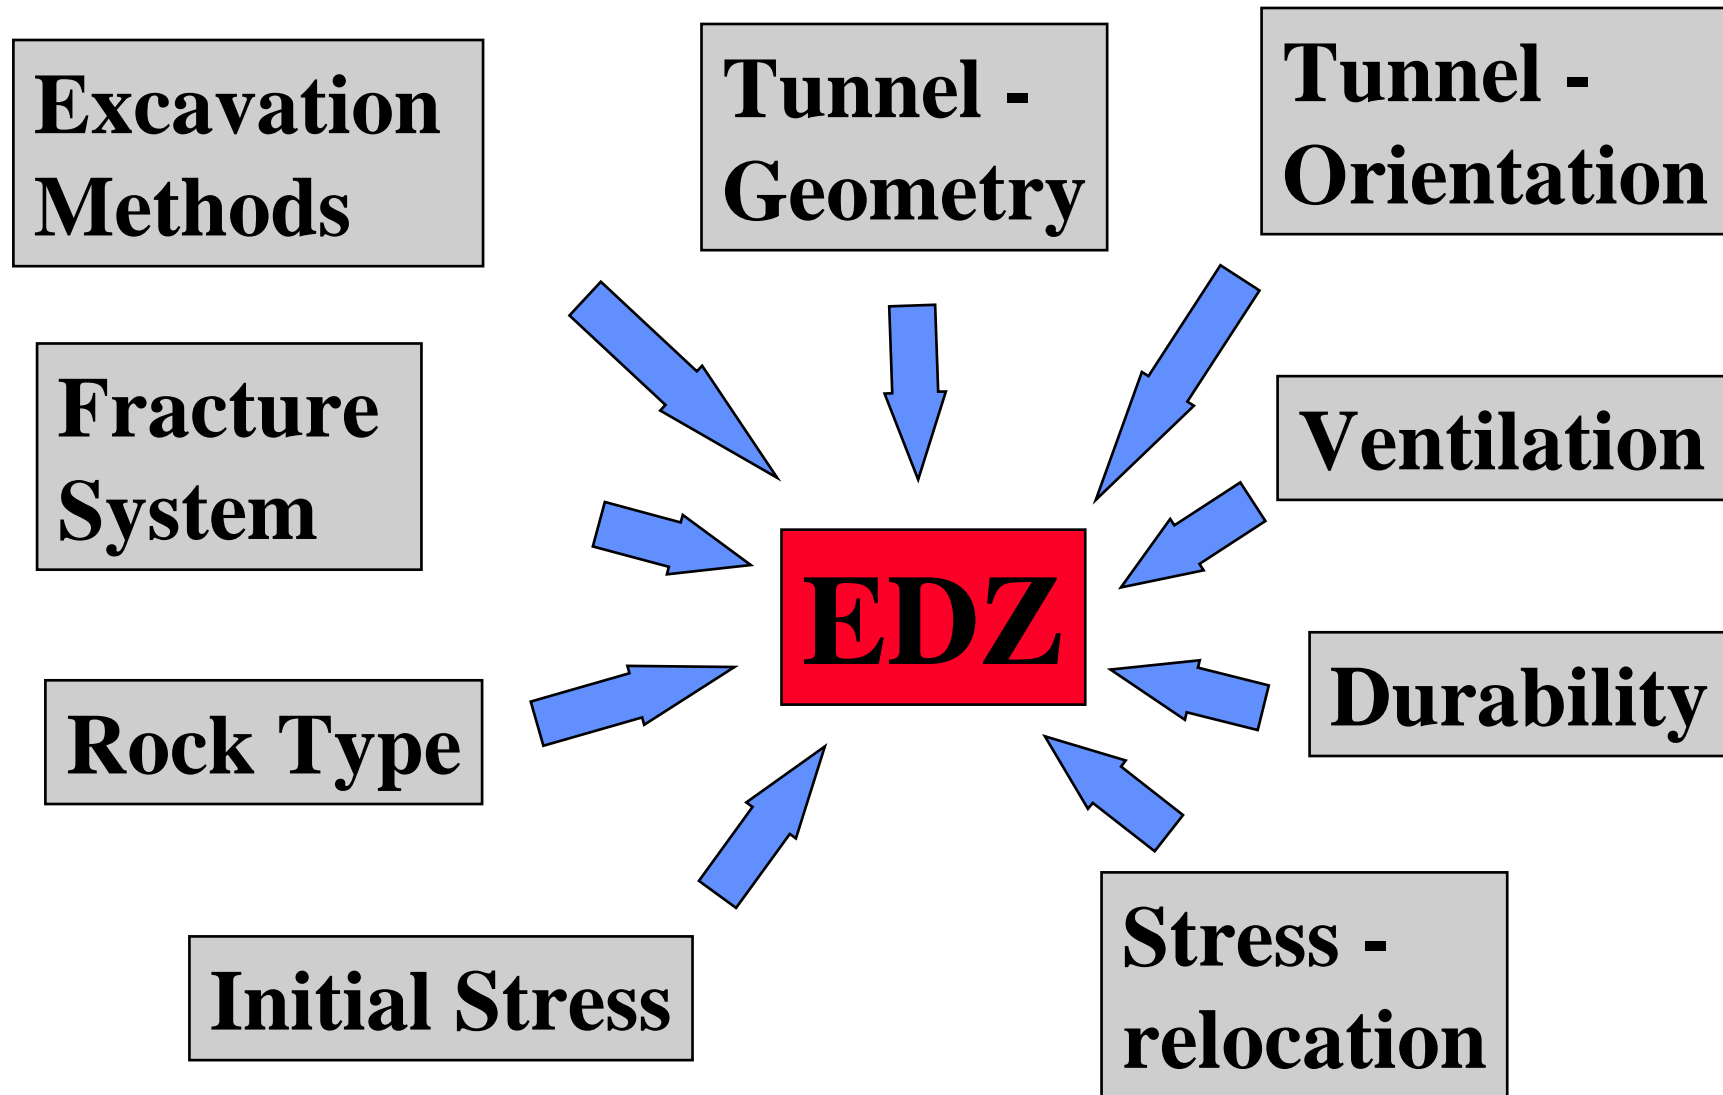 Excavation
Methods
Tunnel -
Geometry
Tunnel -
Orientation
Fracture
System
Ventilation
EDZ
Rock Type
Durability
Initial Stress
Stress -
relocation